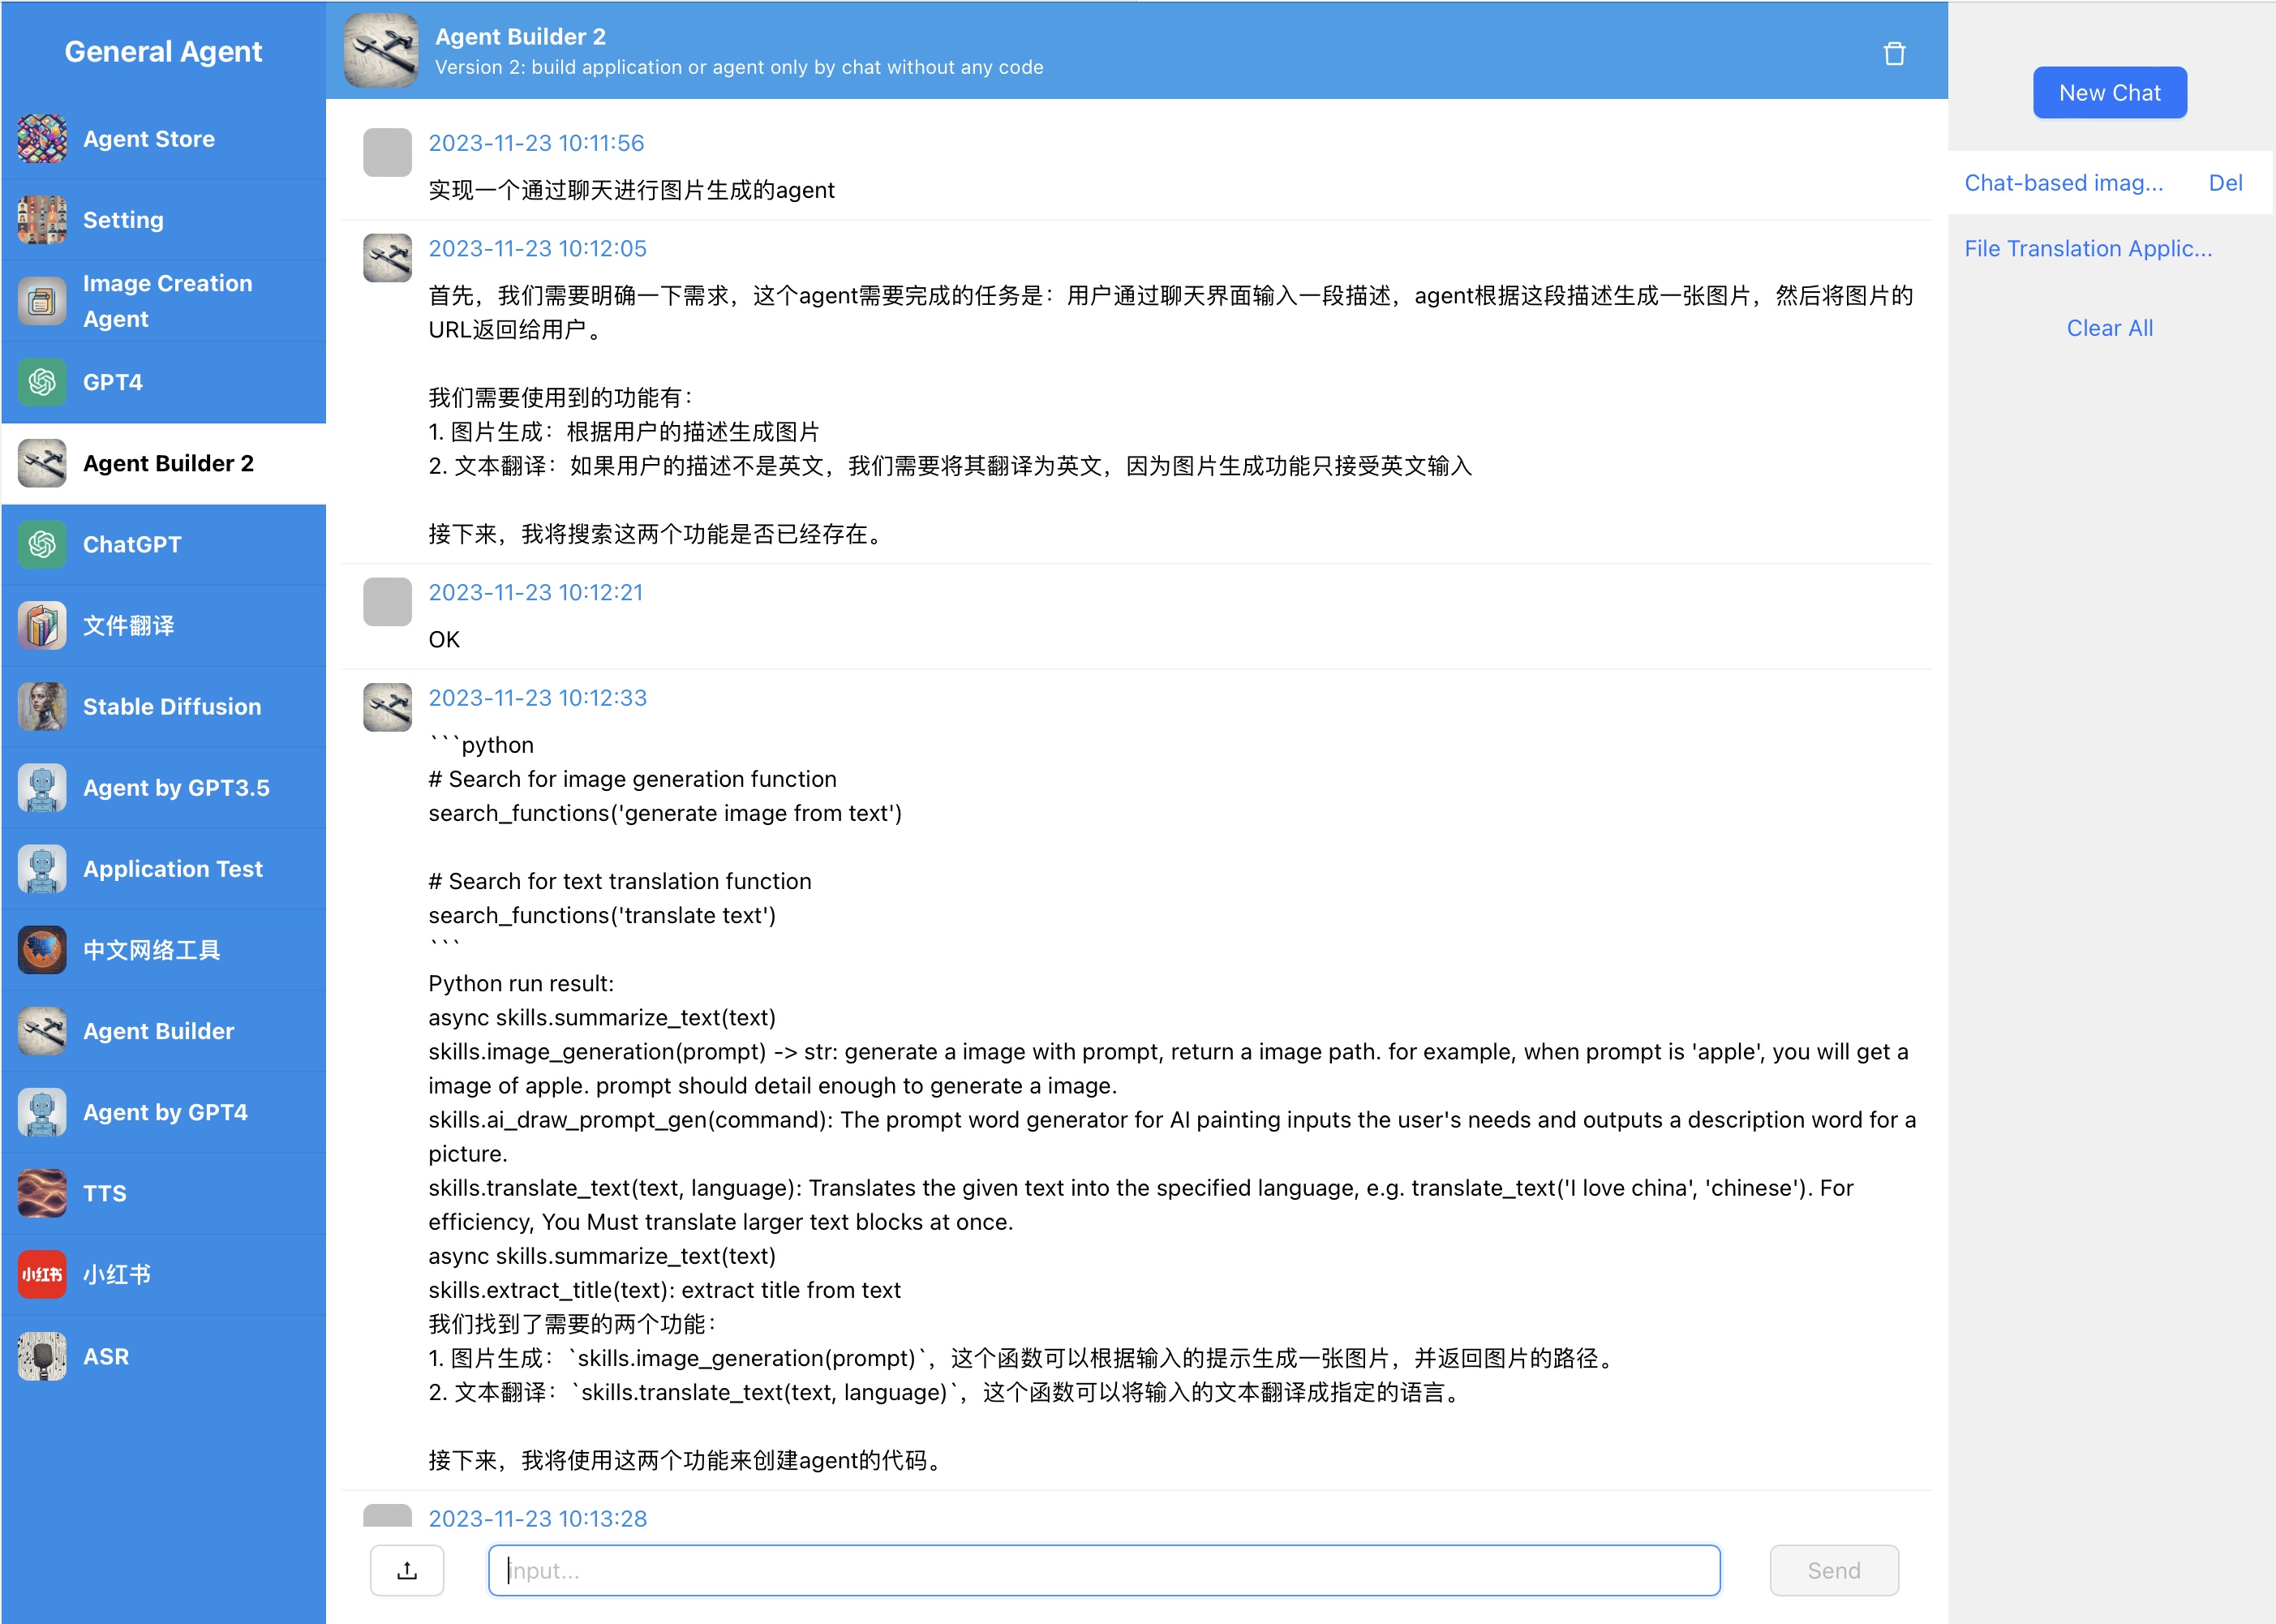 General Agent
Agent Store
Setting
Image Creation
Agent
GPT4
Agent Builder 2
ChatGPT
文件翻译
Stable Diffusion
Agent by GPT3.5
Application Test
中文网络工具
Agent Builder
Agent by GPT4
TTS
小红书
小红书
ASR
Agent Builder 2
Version 2: build application or agent only by chat without any code
2023-11-23 10:11:56
实现一个通过聊天进行图片生成的agent
2023-11-23 10:12:05
首先，我们需要明确一下需求，这个agent需要完成的任务是：用户通过聊天界面输入一段描述，agent根据这段描述生成一张图片，然后将图片的
URL返回给用户。
我们需要使用到的功能有：
1. 图片生成：根据用户的描述生成图片
2. 文本翻译：如果用户的描述不是英文，我们需要将其翻译为英文，因为图片生成功能只接受英文输入
接下来，我将搜索这两个功能是否已经存在。
2023-11-23 10:12:21
OK
2023-11-23 10:12:33
```python
# Search for image generation function
search_functions('generate image from text')
# Search for text translation function
search_functions('translate text')
```
Python run result:
async skills.summarize_text(text)
skills.image_generation(prompt) -> str: generate a image with prompt, return a image path. for example, when prompt is 'apple', you will get a
image of apple. prompt should detail enough to generate a image.
skills.ai_draw_prompt_gen(command): The prompt word generator for AI painting inputs the user's needs and outputs a description word for a
picture.
skills.translate_text(text, language): Translates the given text into the specified language, e.g. translate_text('I love china', 'chinese'). For
efficiency, You Must translate larger text blocks at once.
async skills.summarize_text(text)
skills.extract_title(text): extract title from text
我们找到了需要的两个功能：
1. 图片生成：`skills.image_generation(prompt)`，这个函数可以根据输入的提示生成一张图片，并返回图片的路径。
2. 文本翻译：`skills.translate_text(text, language)`，这个函数可以将输入的文本翻译成指定的语言。
接下来，我将使用这两个功能来创建agent的代码。
2023-11-23 10:13:28
input...
Send
New Chat
Chat-based imag... Del
File Translation Applic...
Clear All